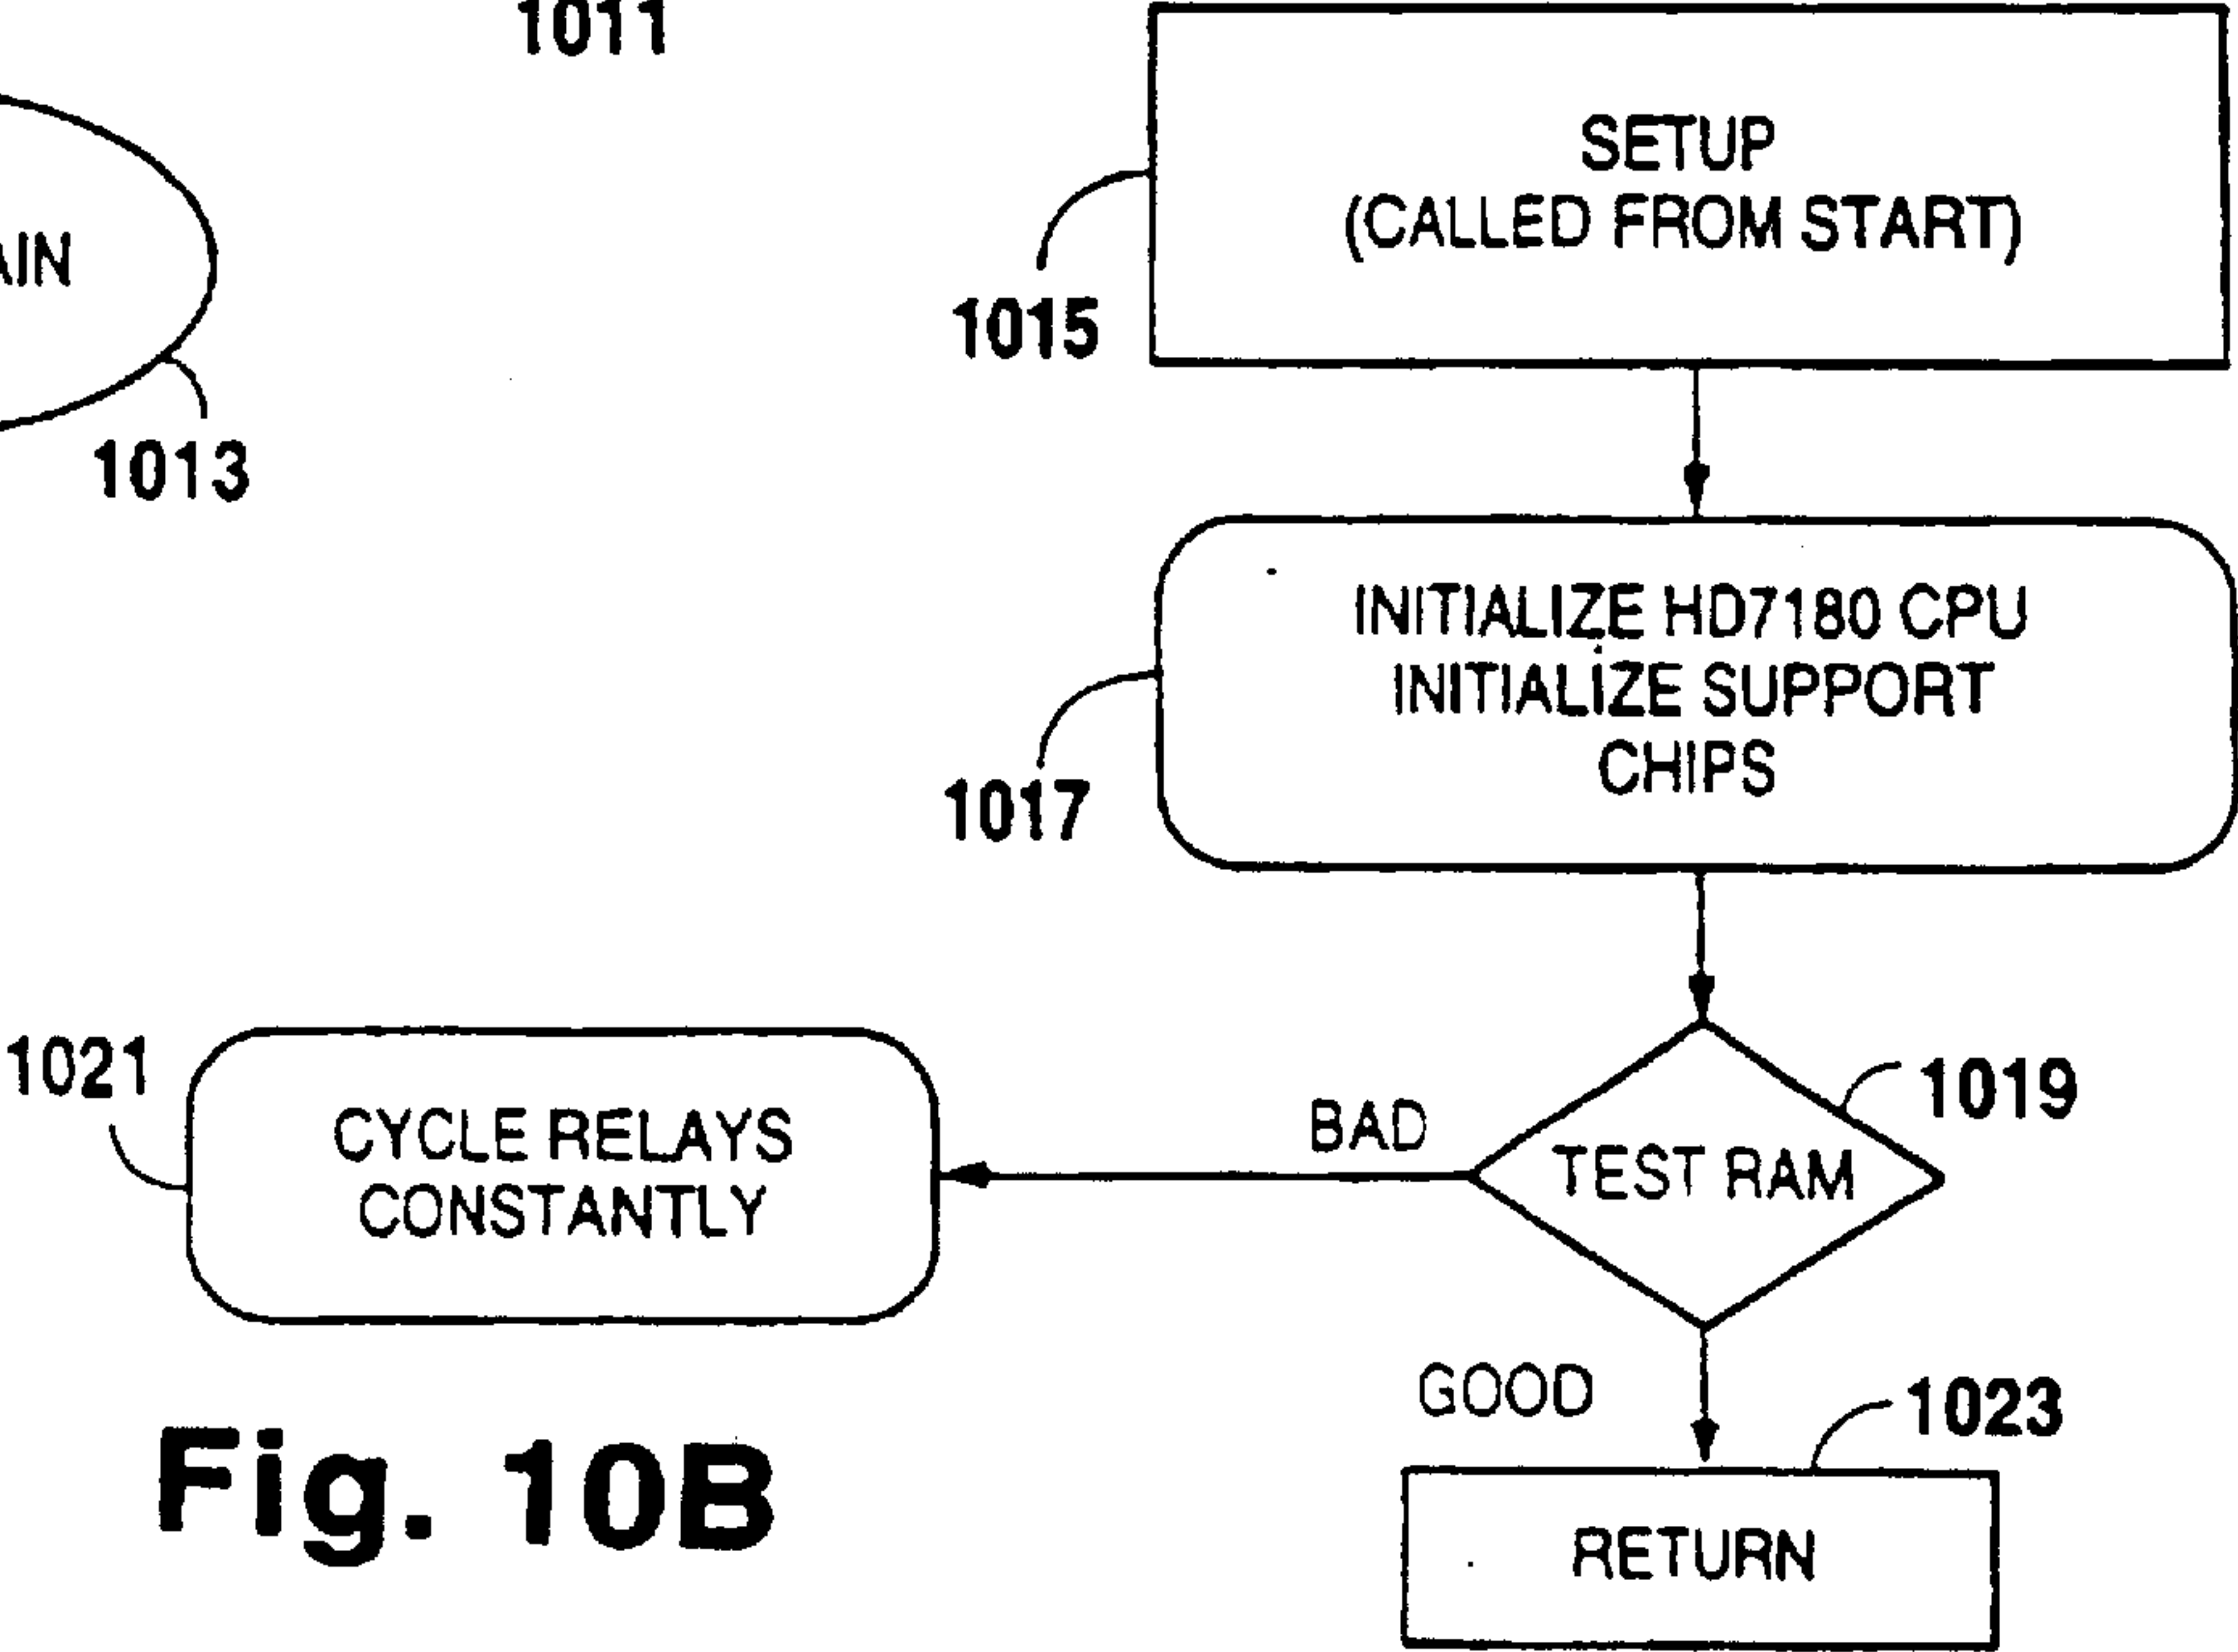 1011
SETUP
(CALLED FROM START)
1015
1013
INITIALIZE HD7180 CPU
INITIALIZE SUPPORT
CHIPS
1017
1021
CYCLE RELAYS
CONSTANTLY
BAD
TEST RAM
1019
GOOD
1023
RETURN
Fig. 10B